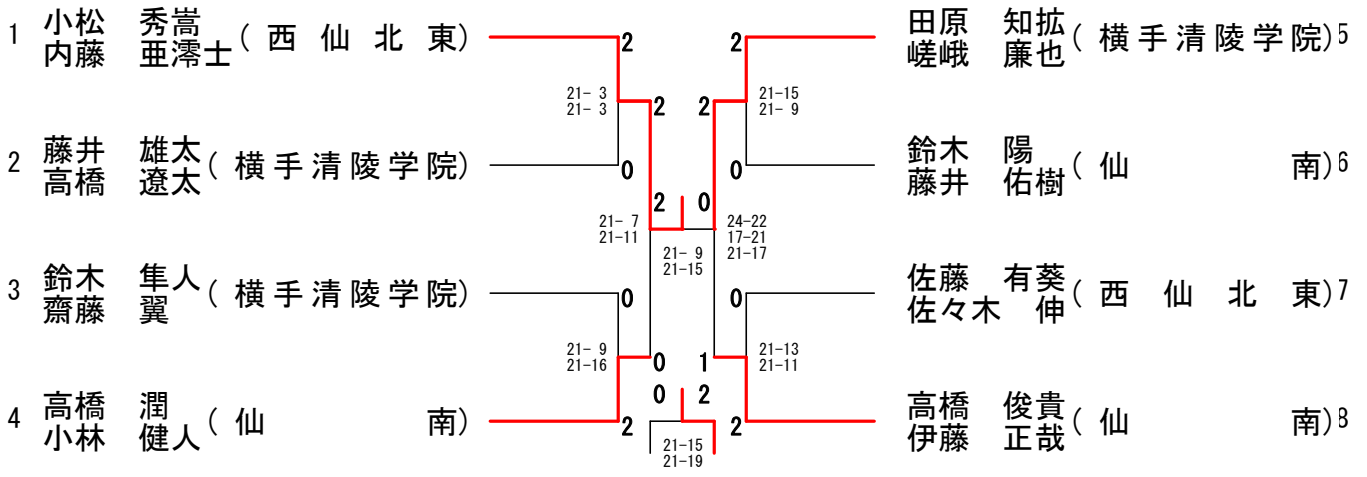 1 小松 秀嵩
内藤 亜澪士 (西仙北東)
2 藤井 雄太
高橋 遼太 (横手清陵学院)
3 鈴木 隼人
齋藤 翼 (横手清陵学院)
4 高橋 潤
小林 健人 (仙 南)
2
21- 3
21- 3
2
0
2
21- 7
21-11
0
21- 9
21-16
0
2
2
2
21-15
21- 9
0
0
24-22
17-21
21-17
21- 9
21-15
0
1
21-13
21-11
0 2
2
21-15
21-19
田原 知拡
嵯峨 廉也 (横手清陵学院) 5
鈴木 陽
藤井 佑樹 (仙 南) 6
佐藤 有葵
佐々木 伸 (西仙北東) 7
高橋 俊貴
伊藤 正哉 (仙 南) 8